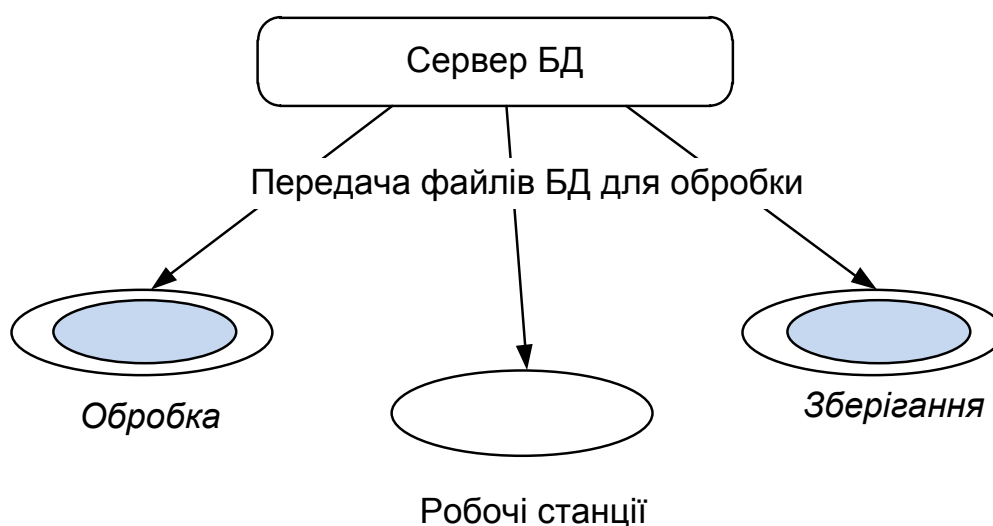 Сервер БД
Передача файлів БД для обробки
Обробка
Зберігання
Робочі станції